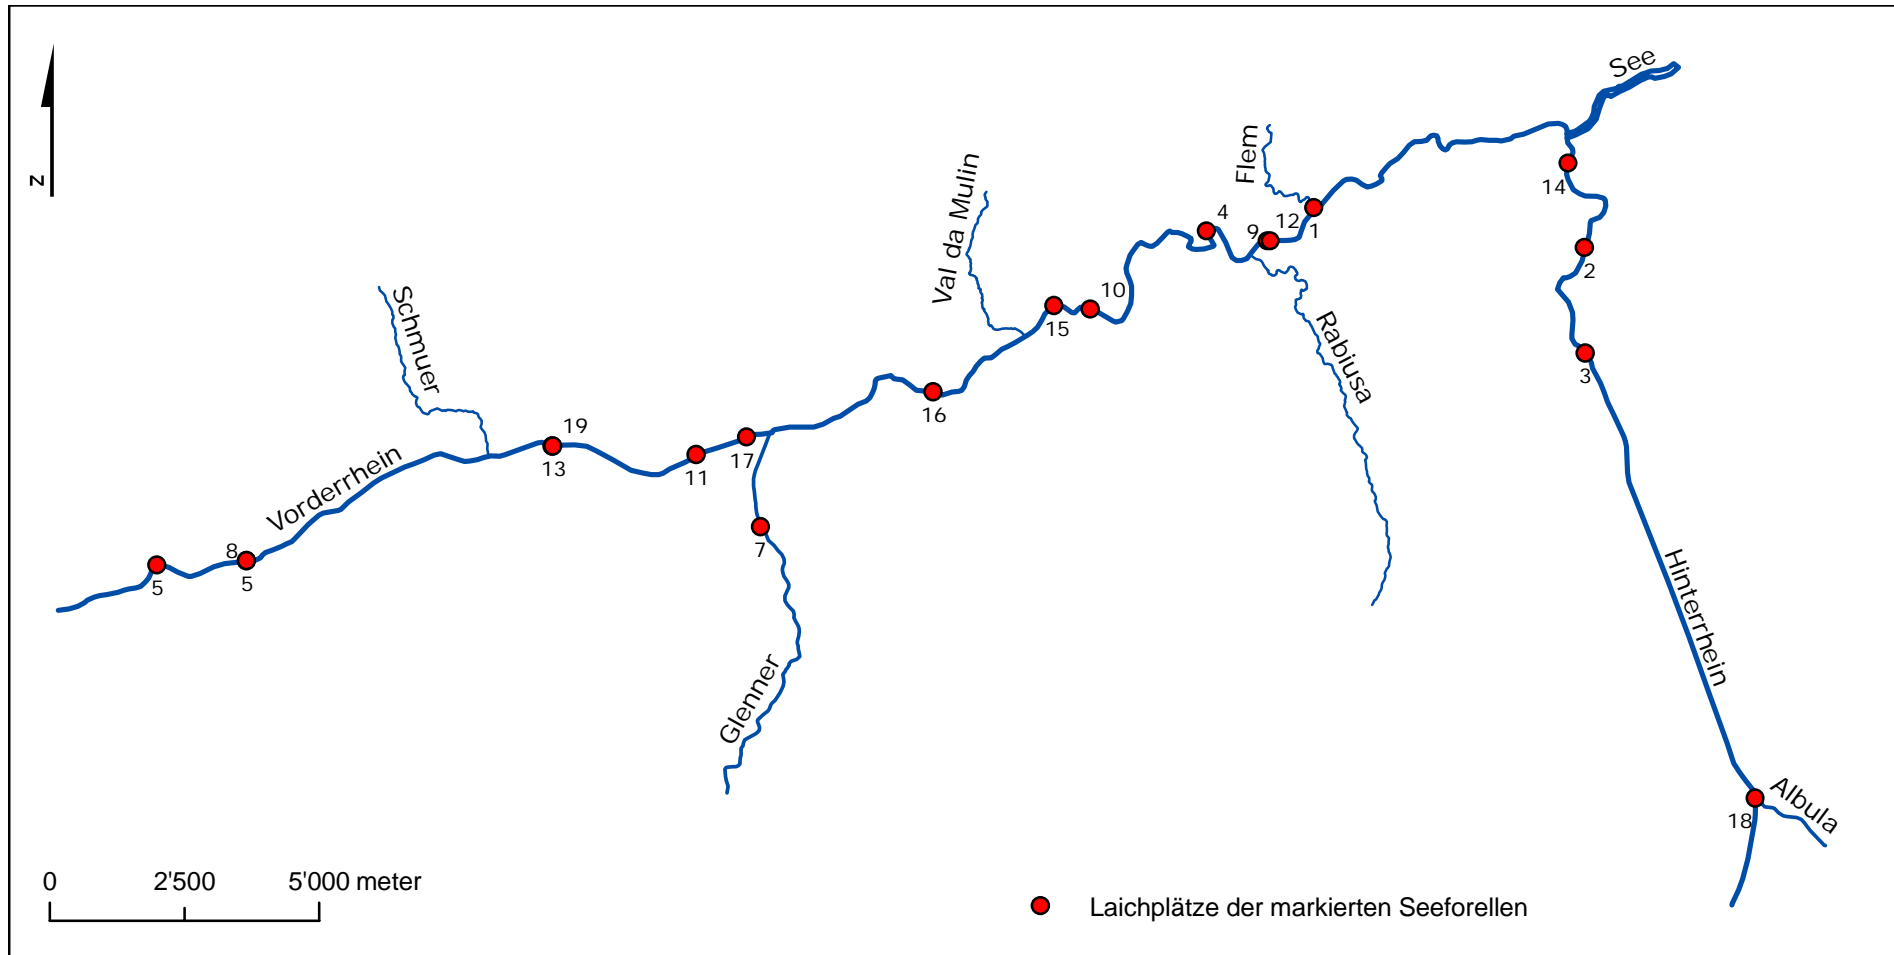 See
Flem
Val da Mulin
z
14
4
12
9
1
2
10
15
Schmuer
Rabiusa
3
16
19
13
17
11
Vorderrhein
7
8
5
5
Hinterrhein
Glenner
Albula
18
0 2'500 5'000 meter
Laichplätze der markierten Seeforellen